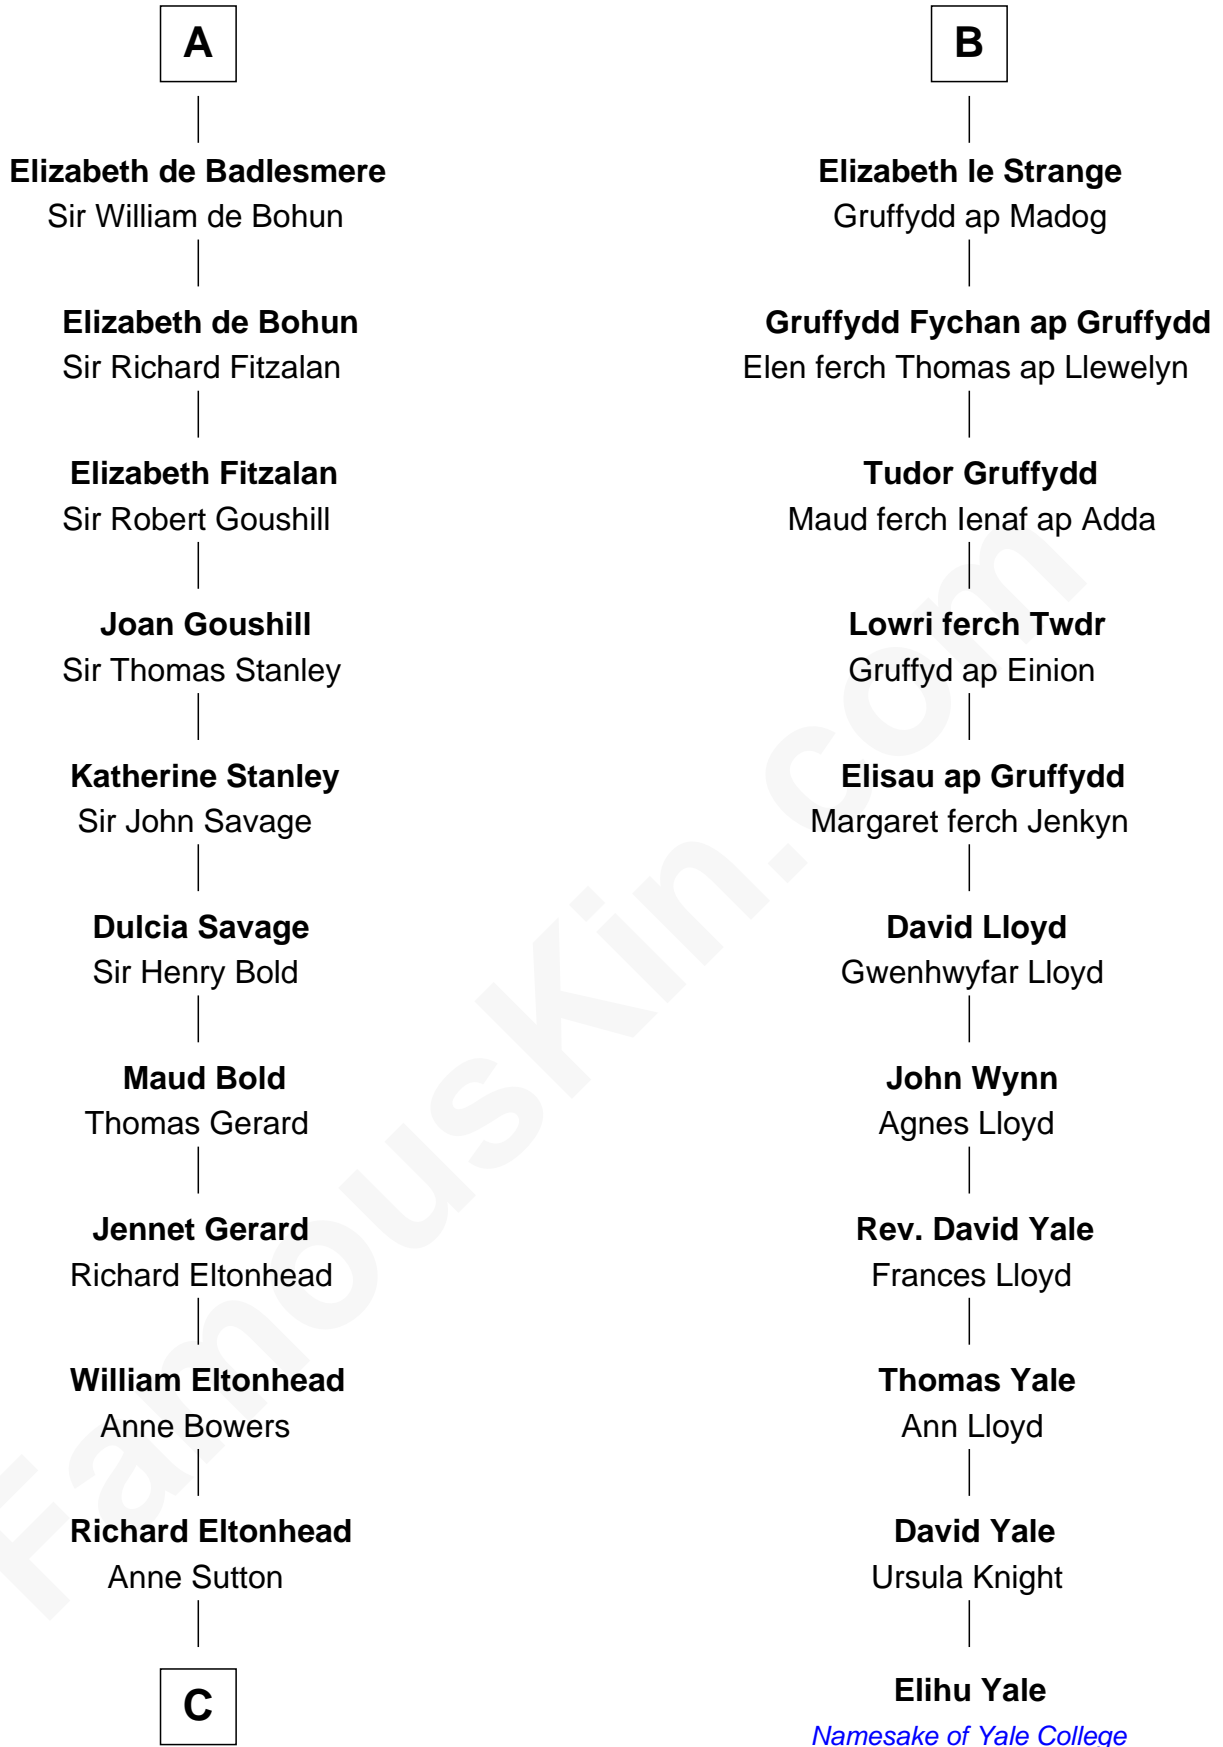 A
Elizabeth de Badlesmere
Sir William de Bohun
Elizabeth de Bohun
Sir Richard Fitzalan
Elizabeth Fitzalan
Sir Robert Goushill
Joan Goushill
Sir Thomas Stanley
Katherine Stanley
Sir John Savage
Dulcia Savage
Sir Henry Bold
Maud Bold
Thomas Gerard
Jennet Gerard
Richard Eltonhead
William Eltonhead
Anne Bowers
Richard Eltonhead
Anne Sutton
C
B
Elizabeth le Strange
Gruffydd ap Madog
Gruffydd Fychan ap Gruffydd
Elen ferch Thomas ap Llewelyn
Tudor Gruffydd
Maud ferch Ienaf ap Adda
Lowri ferch Twdr
Gruffyd ap Einion
Elisau ap Gruffydd
Margaret ferch Jenkyn
David Lloyd
Gwenhwyfar Lloyd
John Wynn
Agnes Lloyd
Rev. David Yale
Frances Lloyd
Thomas Yale
Ann Lloyd
David Yale
Ursula Knight
Elihu Yale
Namesake of Yale College
FamousKin.com